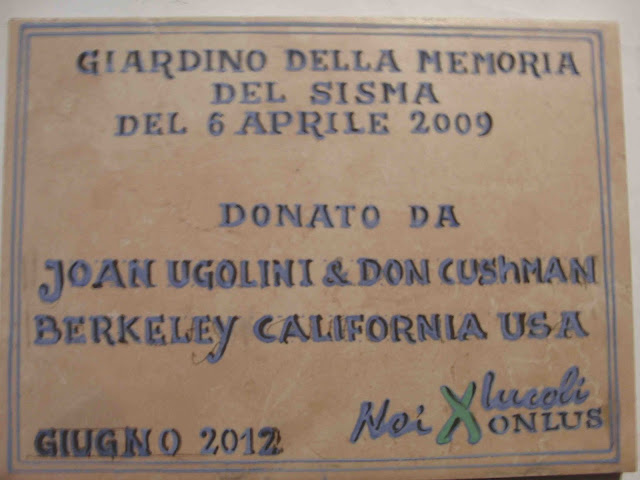 GIARDINO DELLA MEMORIA
DEL SISMA
DEL 6 APRILE 2009
DONATO DA
JOAN UGOLINI & DON CUShMAN
BERKELEY CALIFORNIA USA
Noi X lucoli
ONLUS
GIUGNO 2012